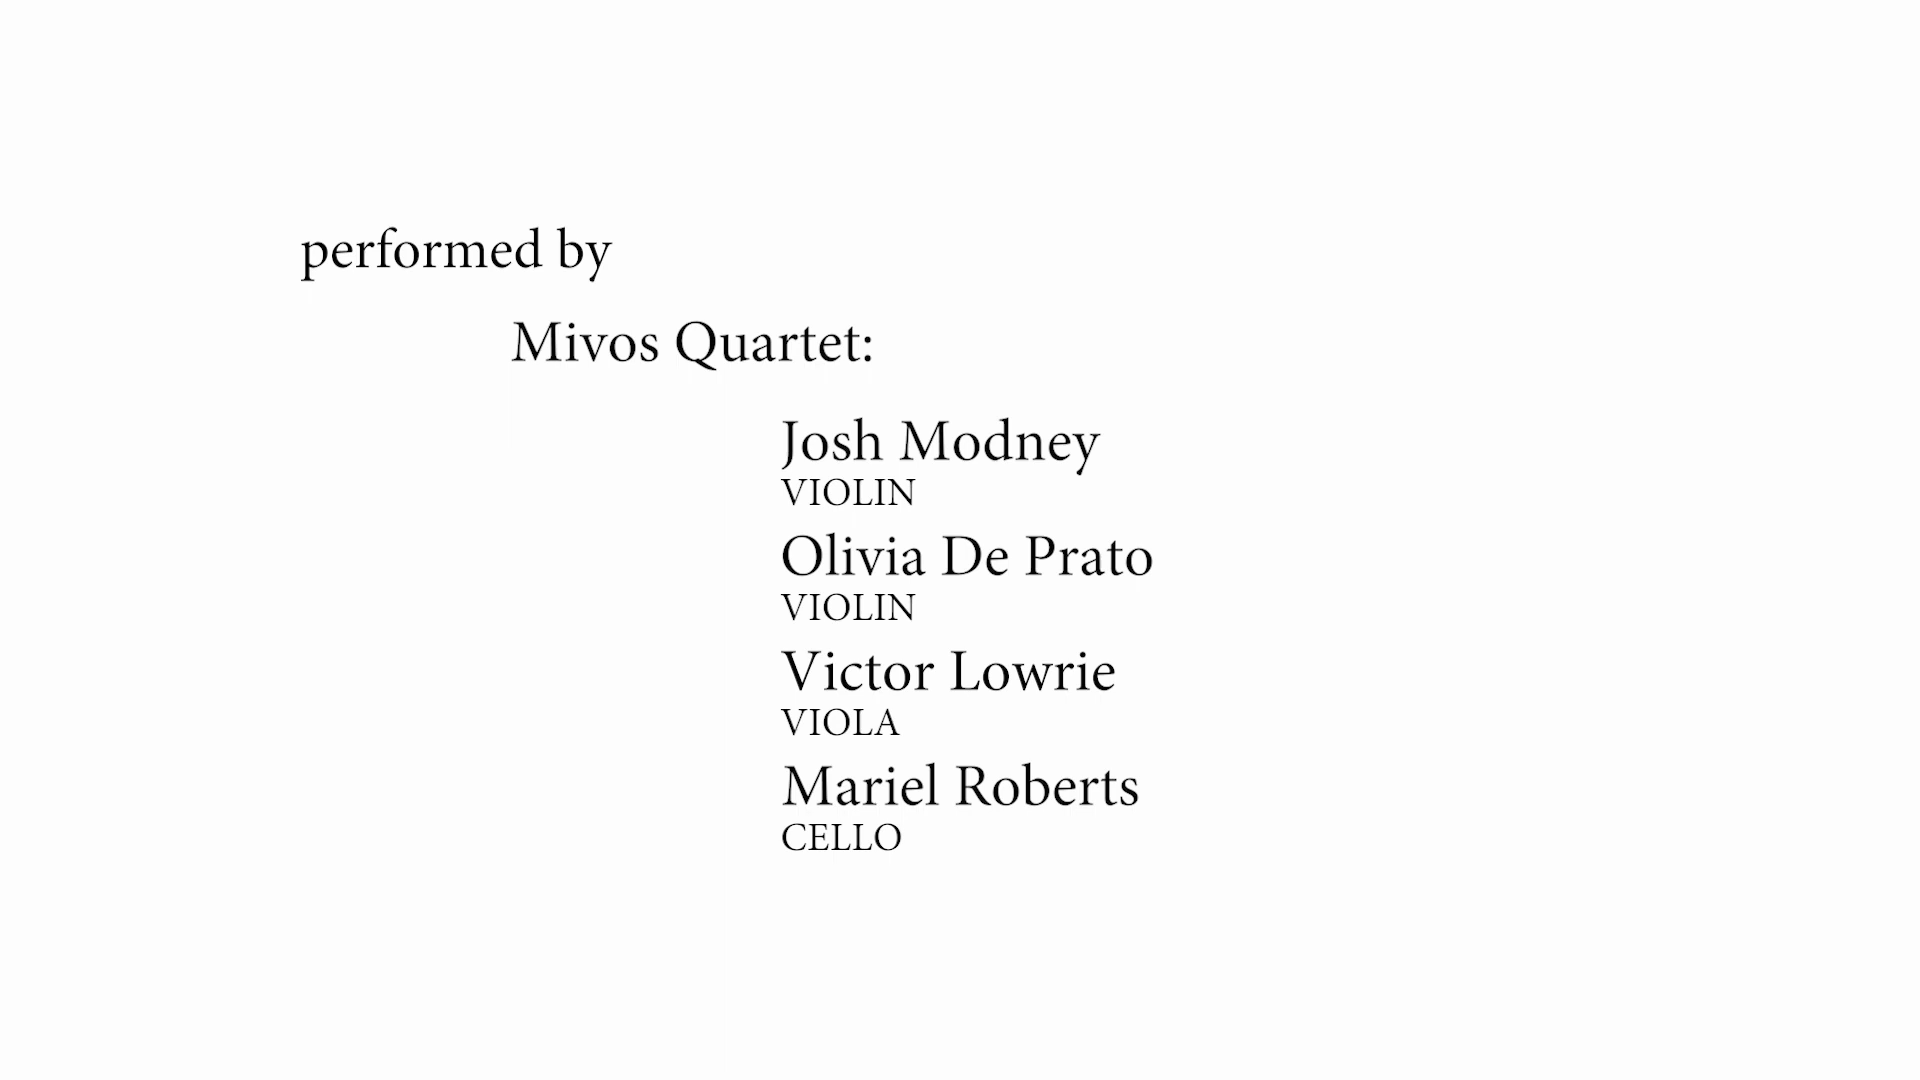 performed by
Mivos Quartet:
Josh Modney
VIOLIN
Olivia De Prato
VIOLIN
Victor Lowrie
VIOLA
Mariel Roberts
CELLO